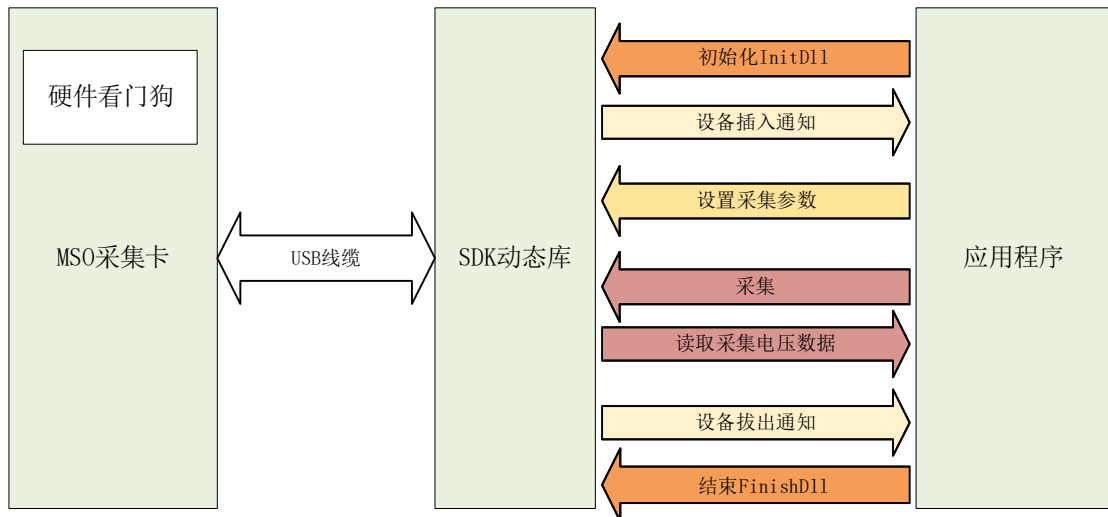 硬件看门狗
MSO采集卡
USB线缆
SDK动态库
初始化InitDll
设备插入通知
设置采集参数
采集
读取采集电压数据
设备拔出通知
结束FinishDll
应用程序